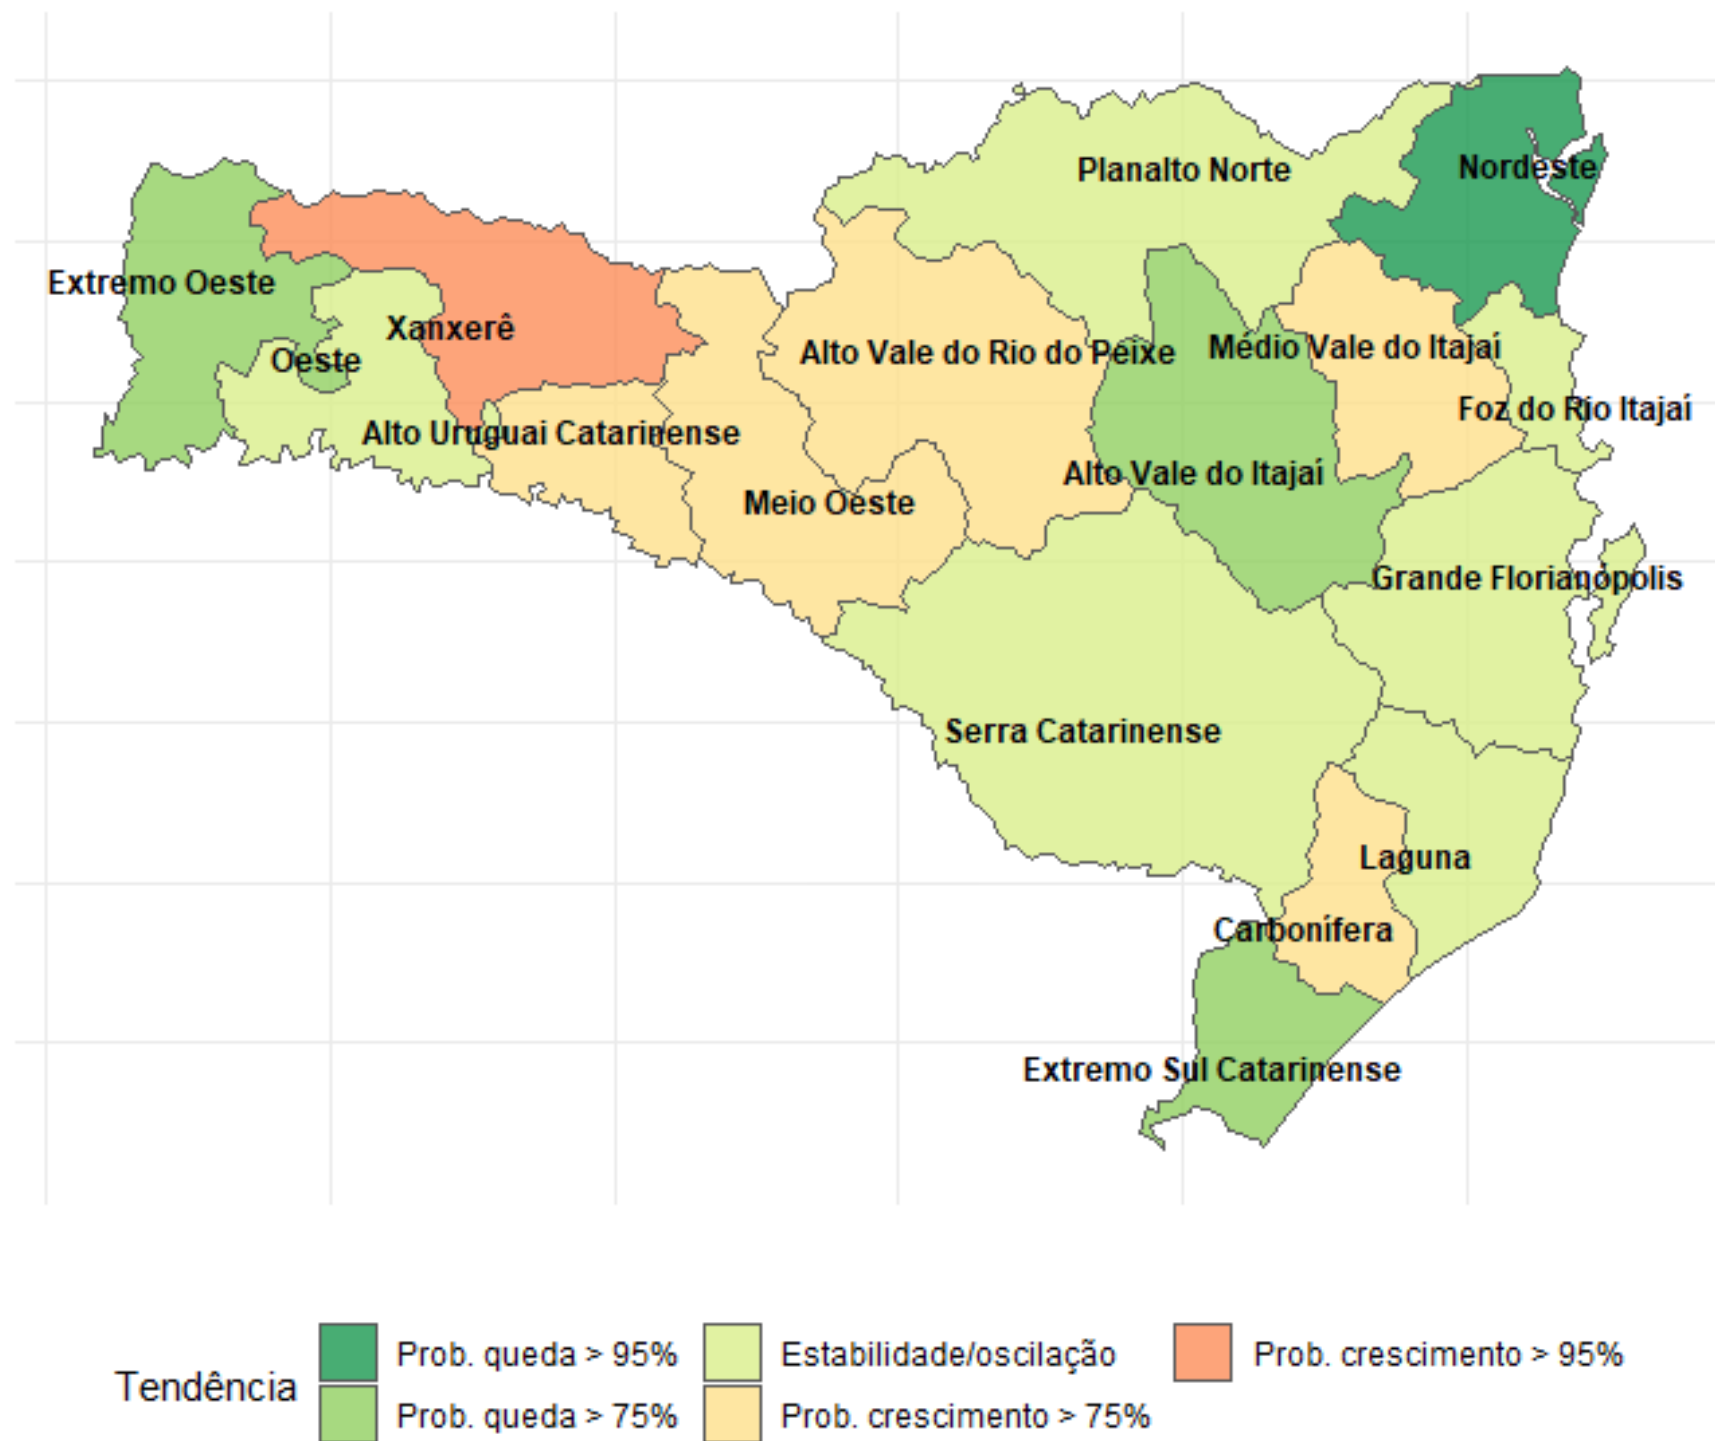 Planalto Norte
Nordeste
Extremo Oeste
Xanxerê
Oeste
Alto Vale do Rio do Peixe
Médio Vale do Itajaí
Foz do Rio Itajaí
Alto Uruguai Catarinense
Alto Vale do Itajaí
Meio Oeste
Grande Florianópolis
Serra Catarinense
Laguna
Carbonífera
Extremo Sul Catarinense
Tendência
Prob. queda > 95%
Prob. queda > 75%
Estabilidade/oscilação
Prob. crescimento > 75%
Prob. crescimento > 95%